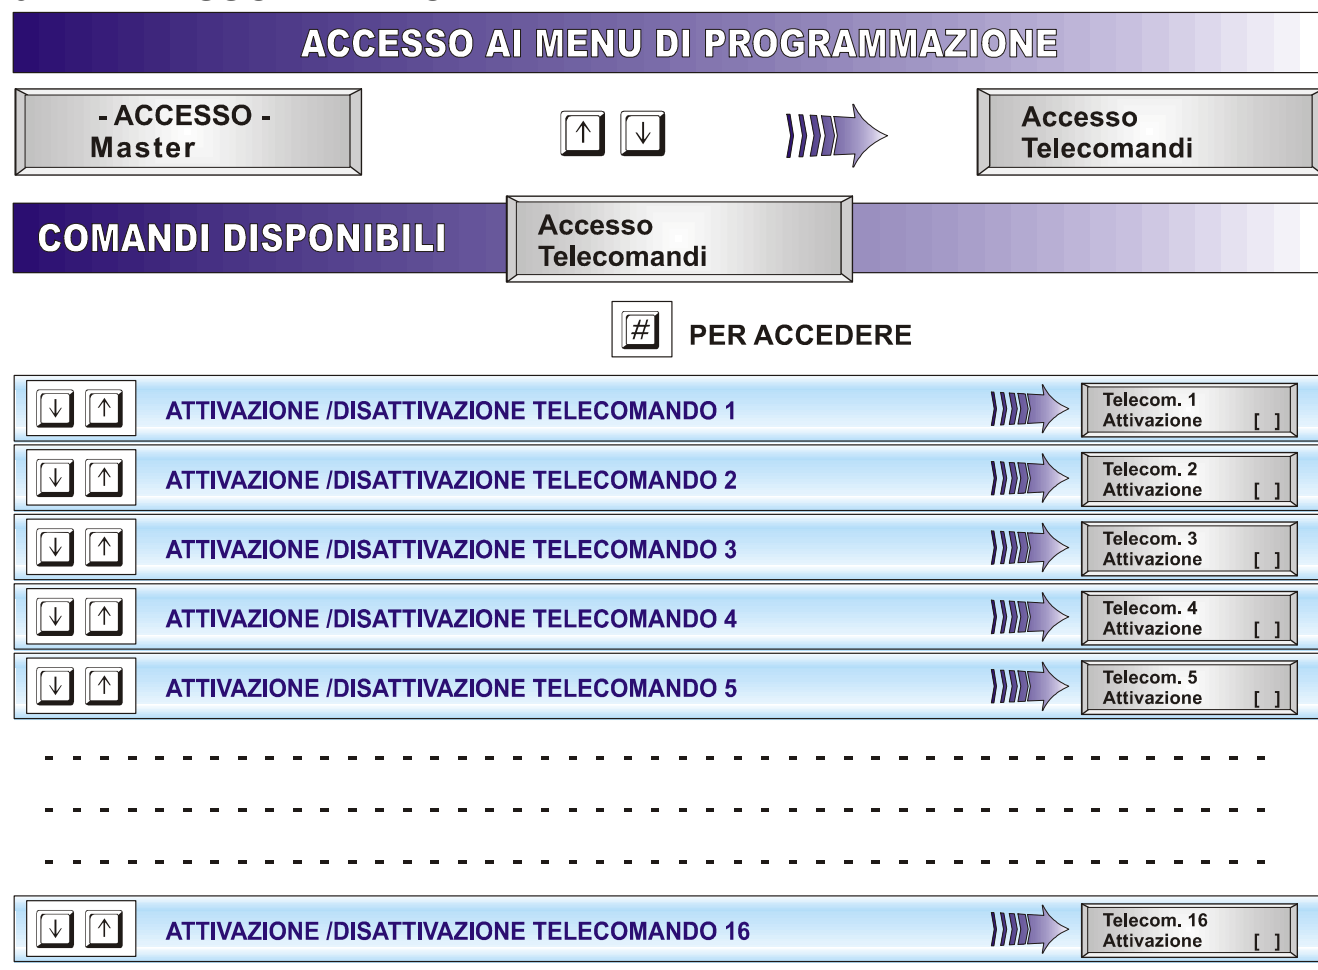 ACCESSO AI MENU DI PROGRAMMAZIONE
- ACCESSO -
Master
↑ ↓
Accesso
Telecomandi
COMANDI DISPONIBILI
Accesso
Telecomandi
# PER ACCEDERE
↓ ↑ ATTIVAZIONE /DISATTIVAZIONE TELECOMANDO 1
Telecom. 1
Attivazione [ ]
↓ ↑ ATTIVAZIONE /DISATTIVAZIONE TELECOMANDO 2
Telecom. 2
Attivazione [ ]
↓ ↑ ATTIVAZIONE /DISATTIVAZIONE TELECOMANDO 3
Telecom. 3
Attivazione [ ]
↓ ↑ ATTIVAZIONE /DISATTIVAZIONE TELECOMANDO 4
Telecom. 4
Attivazione [ ]
↓ ↑ ATTIVAZIONE /DISATTIVAZIONE TELECOMANDO 5
Telecom. 5
Attivazione [ ]
↓ ↑ ATTIVAZIONE /DISATTIVAZIONE TELECOMANDO 16
Telecom. 16
Attivazione [ ]